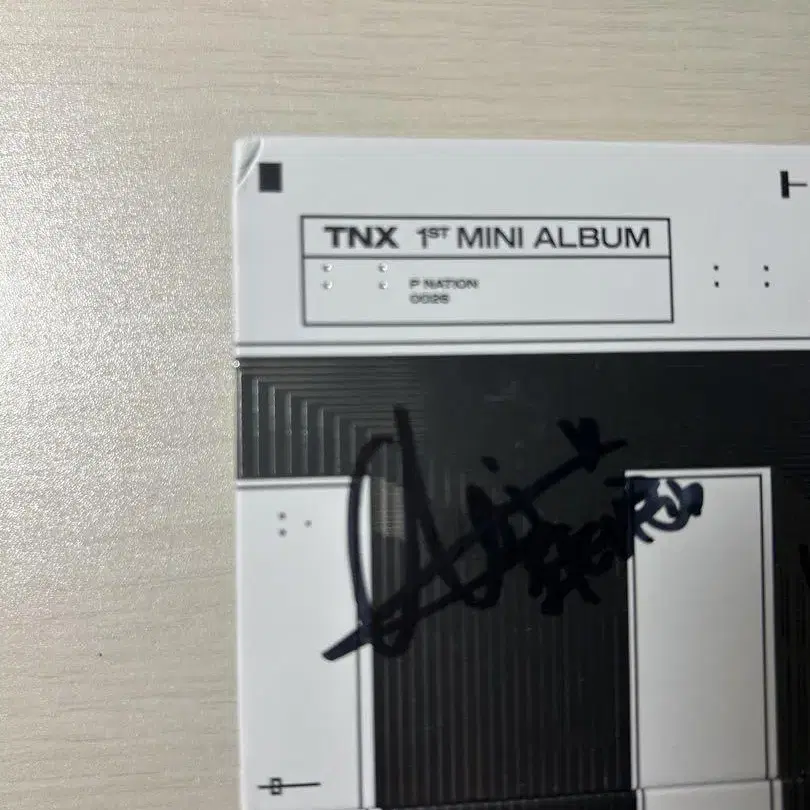 TNX 1ST MINI ALBUM
P NATION
0026